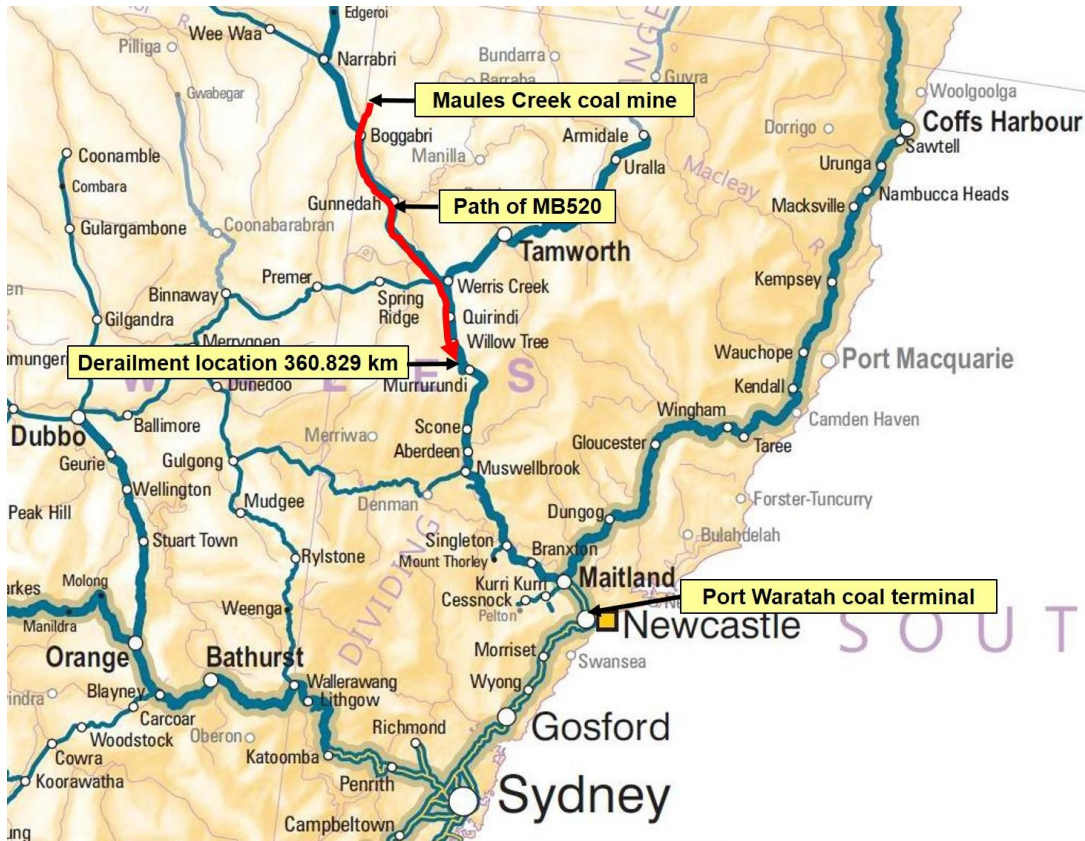 Edgeroi
Wee Waa
Pilliga
Narrabri
Bundarra
Barraba
Guyra
Gwabegar
Maules Creek coal mine
Woolgoolga
Boggabri
Armidale
Dorrigo
Coffs Harbour
Sawtell
Coonamble
Manilla
Uralla
Urunga
Combara
Macleay
Nambucca Heads
Gunnedah
Path of MB520
Macksville
Gulargambone
Coonabarabran
R
Tamworth
Premer
Werris Creek
Kempsey
Binnaway
Spring
Ridge
Gilgandra
Quirindi
Merrygoen
Willow Tree
Derailment location 360.829 km
Wauchope
Port Macquarie
W L E S
Dunedoo
Murrurundi
Kendall
Wingham
Camden Haven
Ballimore
Dubbo
Merriwa
Scone
Gloucester
Taree
Geurie
Gulgong
Aberdeen
Muswellbrook
Wellington
Mudgee
Denman
Forster-Tuncurry
Peak Hill
Dungog
Bulahdelah
Stuart Town
Rylstone
DIVIDING
Singleton
Branxton
Mount Thorley
Molong
Kurri Kurri
Maitland
Cessnock
Port Waratah coal terminal
Weenga
Pelton
Manildra
Newcastle
SOUT
Orange
Bathurst
Morriset
Swansea
Wallerawang
Wyong
Blayney
Lithgow
Carcoar
Richmond
Gosford
Woodstock
Oberon
Cowra
Katoomba
Koorawatha
Penrith
Sydney
Campbeltown